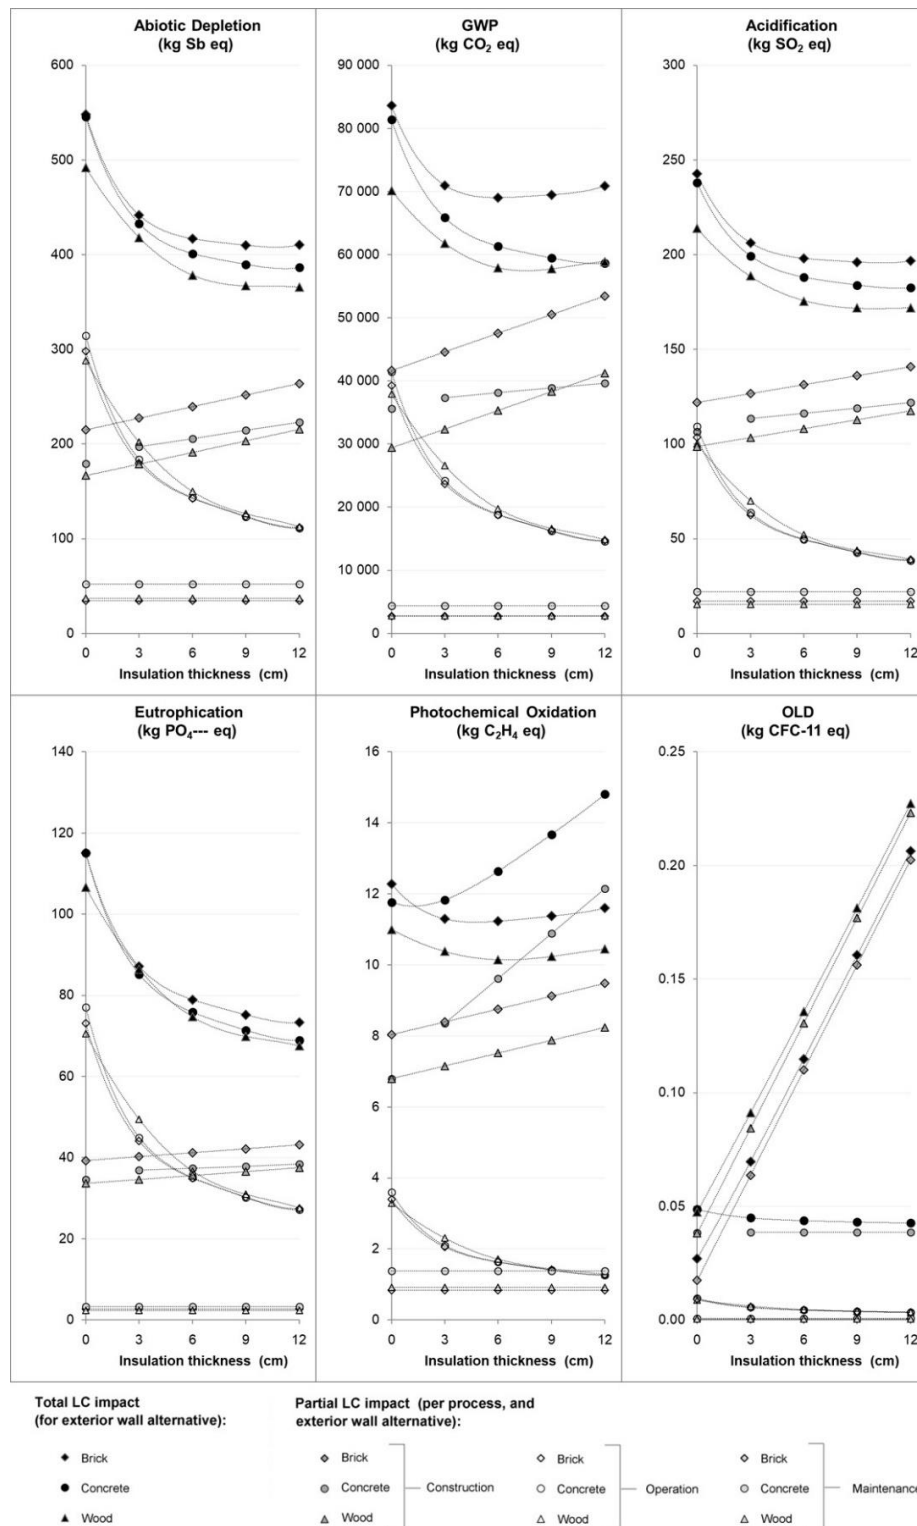 Abiotic Depletion
(kg Sb eq)
600
500
400
300
200
100
0
0 3 6 9 12
Insulation thickness (cm)
GWP
(kg CO₂ eq)
90 000
80 000
70 000
60 000
50 000
40 000
30 000
20 000
10 000
0
0 3 6 9 12
Insulation thickness (cm)
Acidification
(kg SO₂ eq)
300
250
200
150
100
50
0
0 3 6 9 12
Insulation thickness (cm)
Eutrophication
(kg PO₄--- eq)
140
120
100
80
60
40
20
0
0 3 6 9 12
Insulation thickness (cm)
Photochemical Oxidation
(kg C₂H₄ eq)
16
14
12
10
8
6
4
2
0
0 3 6 9 12
Insulation thickness (cm)
OLD
(kg CFC-11 eq)
0.25
0.20
0.15
0.10
0.05
0.00
0 3 6 9 12
Insulation thickness (cm)
Total LC impact
(for exterior wall alternative):
Brick
Concrete
Wood
Partial LC impact (per process, and
exterior wall alternative):
Brick
Concrete
Wood
Construction
Brick
Concrete
Wood
Operation
Brick
Concrete
Wood
Maintenance